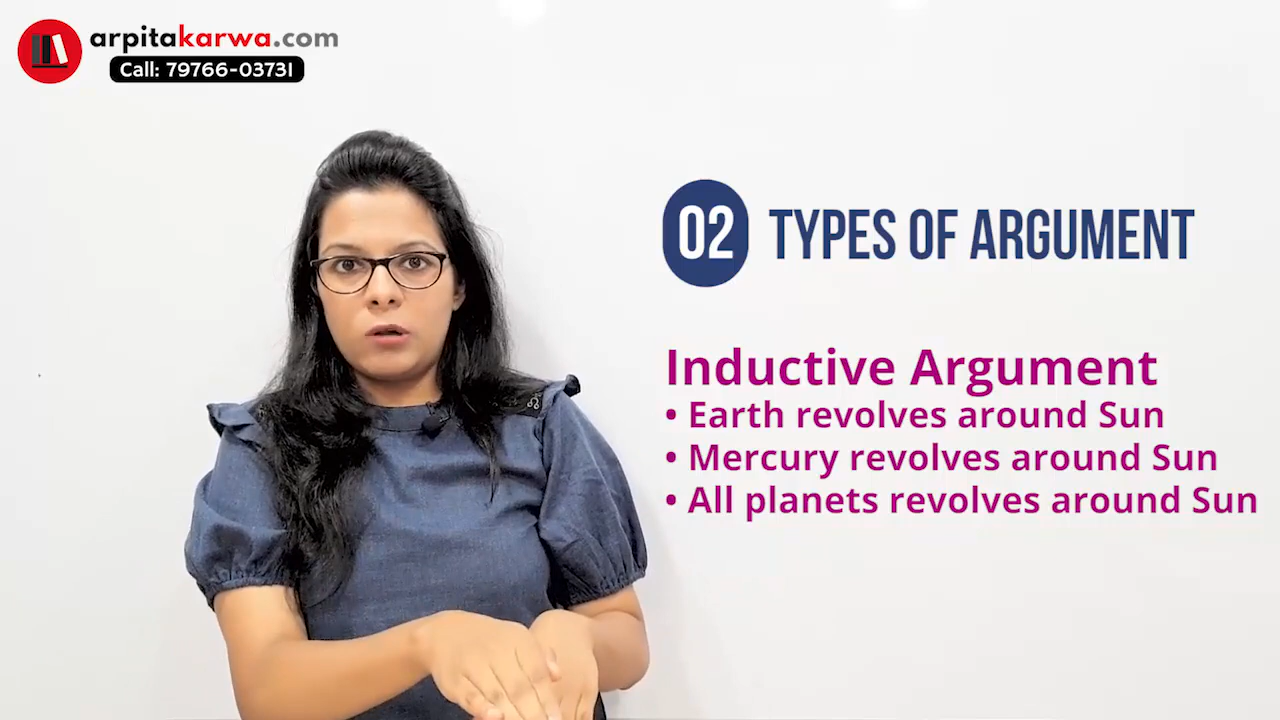 arpitakarwa.com
Call: 79766-03731
02 TYPES OF ARGUMENT
Inductive Argument
• Earth revolves around Sun
• Mercury revolves around Sun
• All planets revolves around Sun